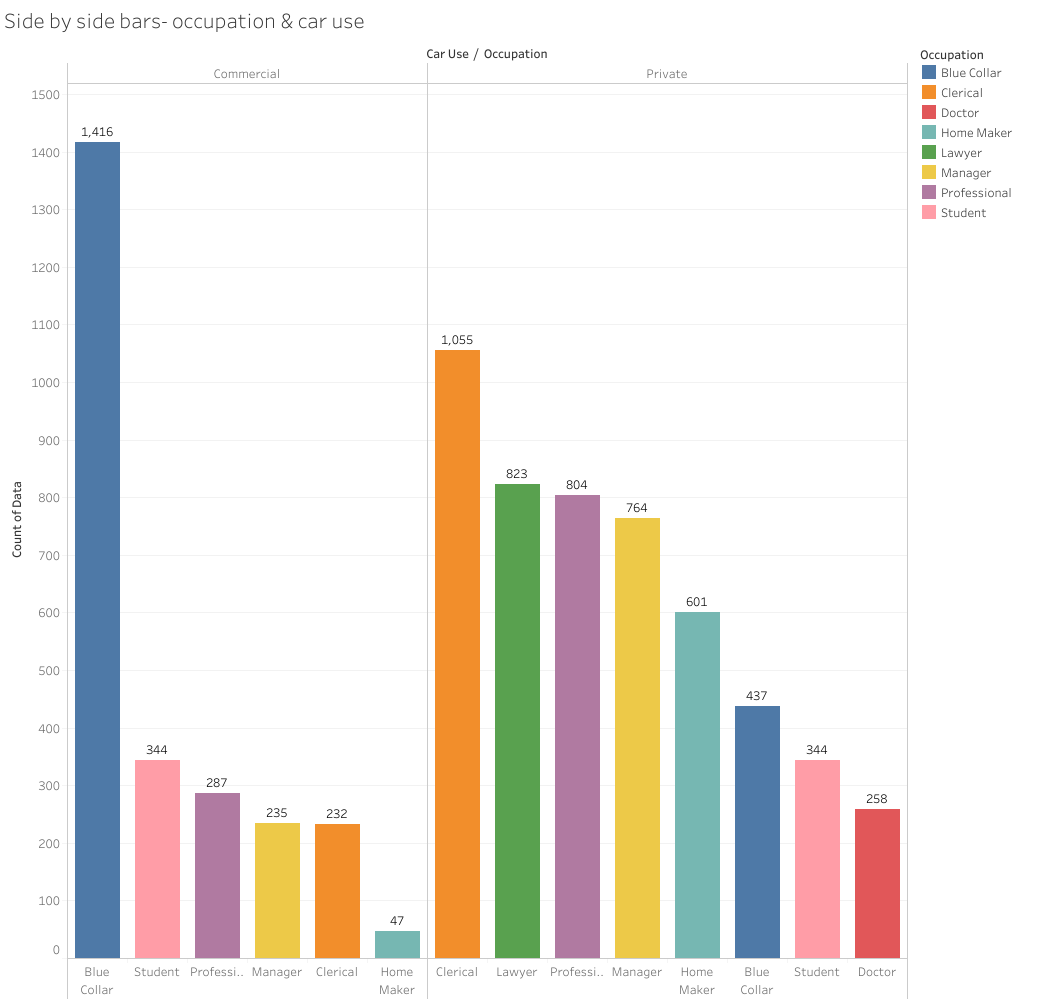 Side by side bars- occupation & car use
Car Use / Occupation
Commercial
Private
Count of Data
1500
1400
1300
1200
1100
1000
900
800
700
600
500
400
300
200
100
0
1,416
344
287
235
232
47
1,055
823
804
764
601
437
344
258
Blue
Collar
Student
Professi..
Manager
Clerical
Home
Maker
Clerical
Lawyer
Professi..
Manager
Home
Maker
Blue
Collar
Student
Doctor
Occupation
Blue Collar
Clerical
Doctor
Home Maker
Lawyer
Manager
Professional
Student